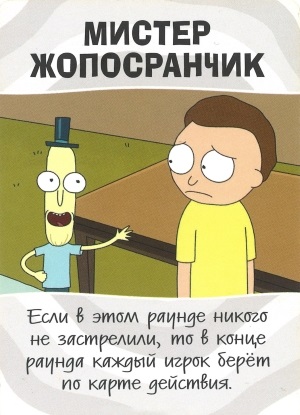 МИСТЕР
ЖОПОСРАНЧИК
Если в этом раунде никого
не застрелили, то в конце
раунда каждый игрок берёт
по карте действия.